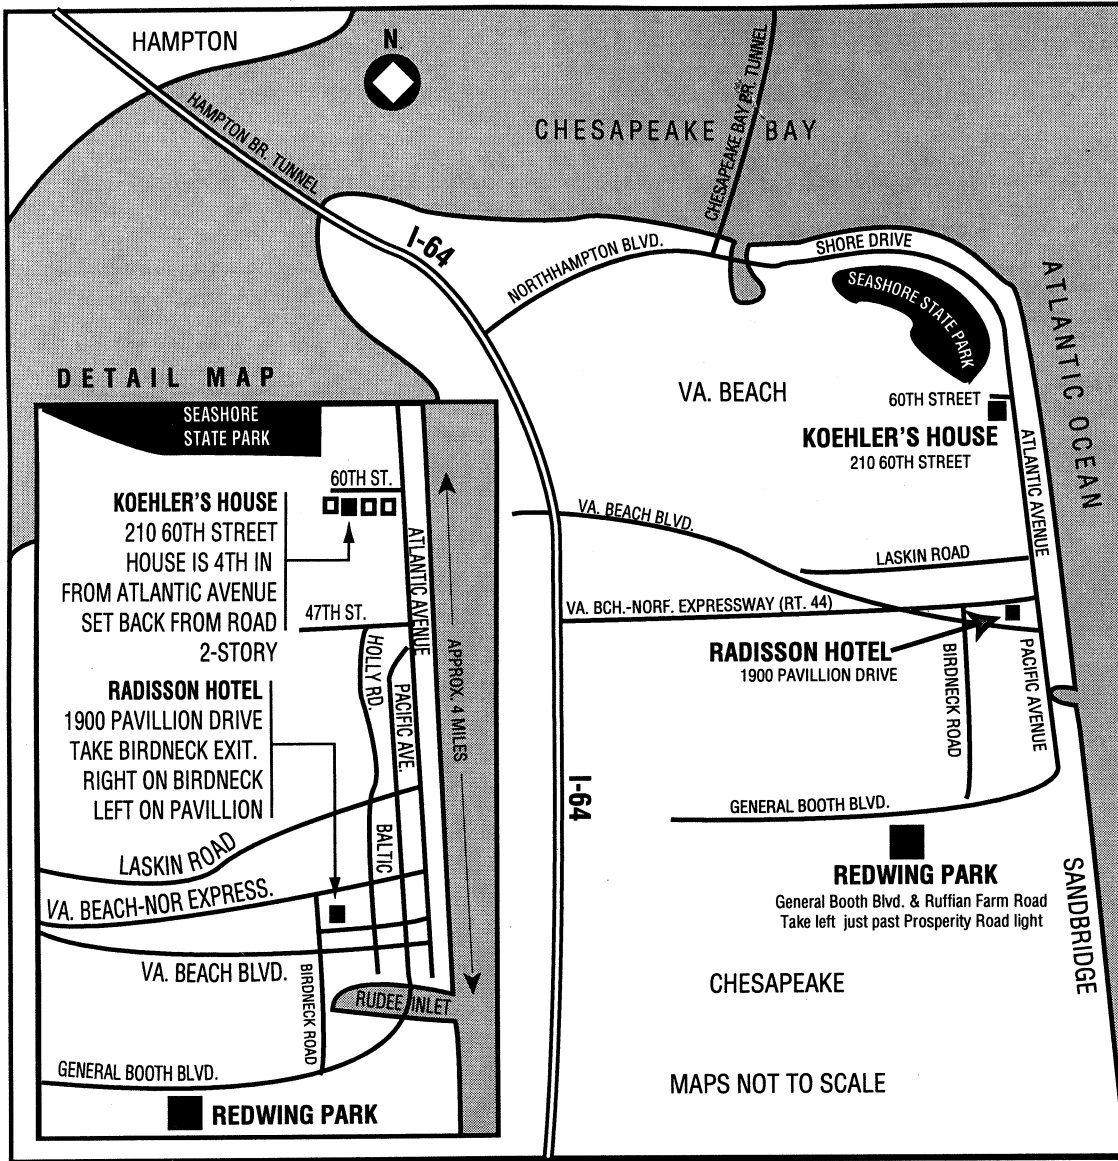 HAMPTON
N.
HAMPTON BR. TUNNEL
CHESAPEAKE BAY
CHESAPEAKE BAY BR. TUNNEL
I-64
NORTHHAMPTON BLVD.
SHORE DRIVE
SEASHORE STATE PARK
ATLANTIC OCEAN
VA. BEACH
60TH STREET
KOEHLER'S HOUSE
210 60TH STREET
ATLANTIC AVENUE
VA. BEACH BLVD.
LASKIN ROAD
VA. BCH.-NORF. EXPRESSWAY (RT. 44)
RADISSON HOTEL
1900 PAVILLION DRIVE
BIRDNECK ROAD
PACIFIC AVENUE
I-64
GENERAL BOOTH BLVD.
REDWING PARK
General Booth Blvd. & Ruffian Farm Road
Take left just past Prosperity Road light
SANDBRIDGE
CHESAPEAKE
MAPS NOT TO SCALE
DETAIL MAP
SEASHORE
STATE PARK
60TH ST.
KOEHLER'S HOUSE
210 60TH STREET
HOUSE IS 4TH IN
FROM ATLANTIC AVENUE
SET BACK FROM ROAD
2-STORY
ATLANTIC AVENUE
47TH ST.
HOLLY RD.
PACIFIC AVE.
APPROX. 4 MILES
RADISSON HOTEL
1900 PAVILLION DRIVE
TAKE BIRDNECK EXIT.
RIGHT ON BIRDNECK
LEFT ON PAVILLION
BALTIC
LASKIN ROAD
VA. BEACH-NOR EXPRESS.
VA. BEACH BLVD.
BIRDNECK ROAD
RUDEE INLET
GENERAL BOOTH BLVD.
REDWING PARK